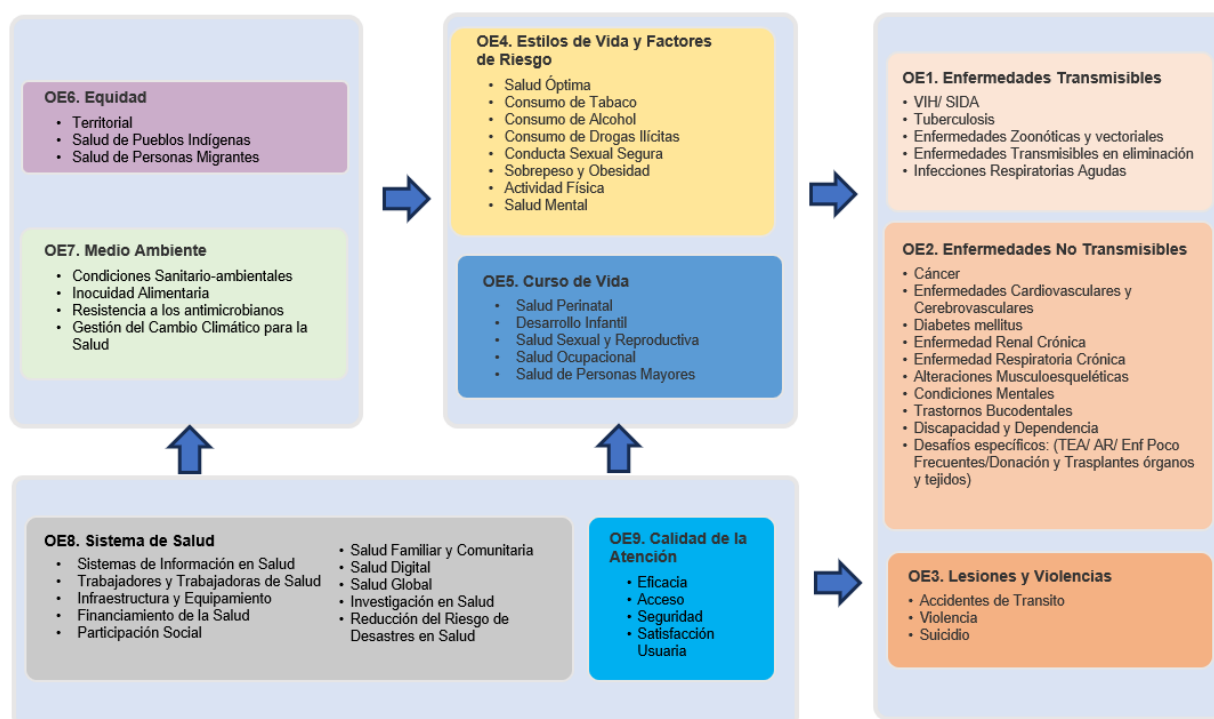 OE6. Equidad
• Territorial
• Salud de Pueblos Indígenas
• Salud de Personas Migrantes
OE7. Medio Ambiente
• Condiciones Sanitario-ambientales
• Inocuidad Alimentaria
• Resistencia a los antimicrobianos
• Gestión del Cambio Climático para la
Salud
OE4. Estilos de Vida y Factores
de Riesgo
• Salud Óptima
• Consumo de Tabaco
• Consumo de Alcohol
• Consumo de Drogas Ilícitas
• Conducta Sexual Segura
• Sobrepeso y Obesidad
• Actividad Física
• Salud Mental
OE5. Curso de Vida
• Salud Perinatal
• Desarrollo Infantil
• Salud Sexual y Reproductiva
• Salud Ocupacional
• Salud de Personas Mayores
OE1. Enfermedades Transmisibles
• VIH/ SIDA
• Tuberculosis
• Enfermedades Zoonóticas y vectoriales
• Enfermedades Transmisibles en eliminación
• Infecciones Respiratorias Agudas
OE2. Enfermedades No Transmisibles
• Cáncer
• Enfermedades Cardiovasculares y
Cerebrovasculares
• Diabetes mellitus
• Enfermedad Renal Crónica
• Enfermedad Respiratoria Crónica
• Alteraciones Musculoesqueléticas
• Condiciones Mentales
• Trastornos Bucodentales
• Discapacidad y Dependencia
• Desafíos específicos: (TEA/ AR/ Enf Poco
Frecuentes/Donación y Trasplantes órganos
y tejidos)
OE3. Lesiones y Violencias
• Accidentes de Transito
• Violencia
• Suicidio
OE8. Sistema de Salud
• Sistemas de Información en Salud
• Trabajadores y Trabajadoras de Salud
• Infraestructura y Equipamiento
• Financiamiento de la Salud
• Participación Social
• Salud Familiar y Comunitaria
• Salud Digital
• Salud Global
• Investigación en Salud
• Reducción del Riesgo de
Desastres en Salud
OE9. Calidad de la
Atención
• Eficacia
• Acceso
• Seguridad
• Satisfacción
Usuaria